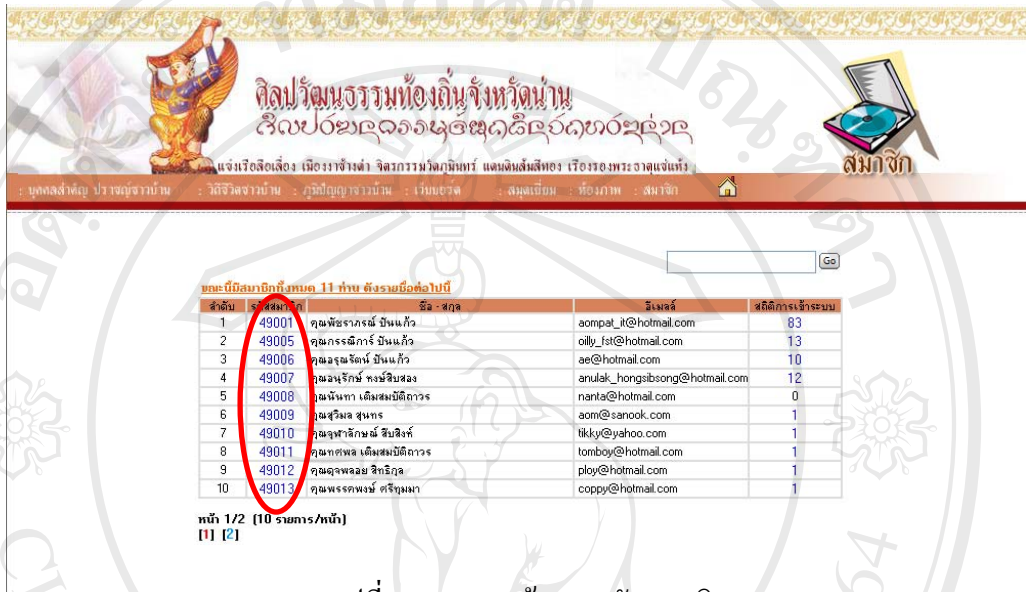 ศิลปวัฒนธรรมท้องถิ่นจังหวัดน่าน
แข่งเรือลือเลื่อง เมืองงาช้างดำ จิตรกรรมวัดภูมินทร์ แดนดินส้มสีทอง เรืองรองพระธาตุแช่แห้ง
สมาชิก
: บุคคลสำคัญ ปราชญ์ชาวบ้าน : วิถีชีวิตชาวบ้าน : ภูมิปัญญาชาวบ้าน : เว็บบอร์ด : สมุดเยี่ยม : ห้องภาพ : สมาชิก
Go
ขณะนี้มีสมาชิกทั้งหมด 11 ท่าน ดังรายชื่อต่อไปนี้
ลำดับ รหัสสมาชิก ชื่อ - สกุล อีเมลล์ สถิติการเข้าระบบ
1 49001 คุณพัชราภรณ์ ปันแก้ว aompat_it@hotmail.com 83
2 49005 คุณกรรณิการ์ ปันแก้ว oilly_fst@hotmail.com 13
3 49006 คุณอรุณรัตน์ ปันแก้ว ae@hotmail.com 10
4 49007 คุณอนุรักษ์ หงษ์สิบสอง anulak_hongsibsong@hotmail.com 12
5 49008 คุณนันทา เติมสมบัติถาวร nanta@hotmail.com 0
6 49009 คุณสุวิมล สุนทร aom@sanook.com 1
7 49010 คุณจุฬาลักษณ์ สืบสิงห์ tikky@yahoo.com 1
8 49011 คุณทศพล เติมสมบัติถาวร tomboy@hotmail.com 1
9 49012 สิทธิกุล ploy@hotmail.com 1
10 49013 คุณพรรคพงษ์ ศรีทุมมา coppy@hotmail.com 1
หน้า 1/2 (10 รายการ/หน้า)
[1] [2]